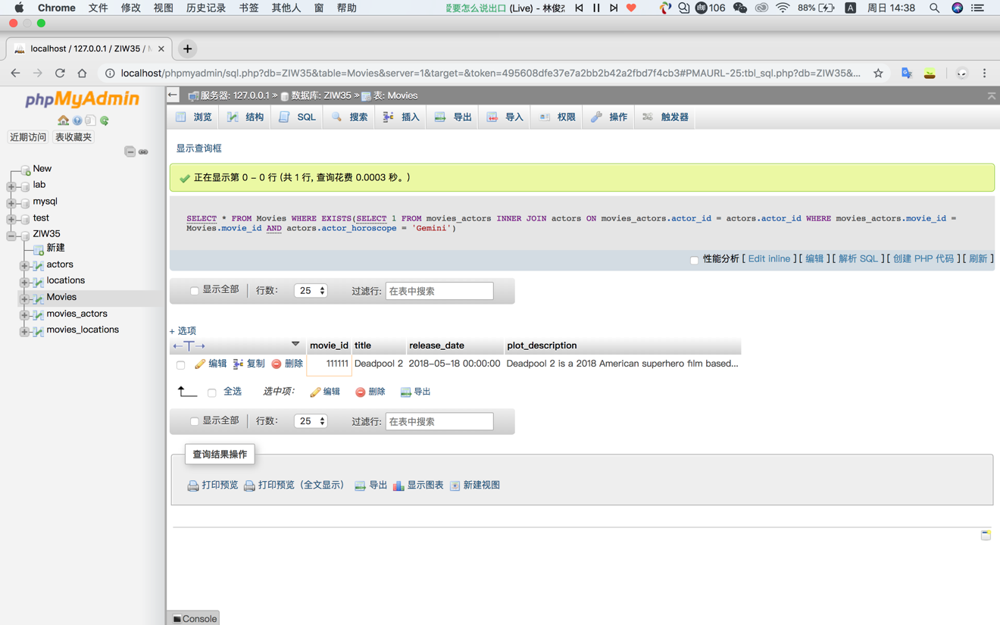 Chrome 文件 修改 视图 历史记录 书签 其他人 窗 帮助 爱要怎么说出口 (Live) - 林俊 106 88% A 周日 14:38
localhost / 127.0.0.1 / ZIW35 /
localhost/phpmyadmin/sql.php?db=ZIW35&table=Movies&server=1&target=&token=495608dfe37e7a2bb2b42a2fbd7f4cb3#PMAURL-25:tbl_sql.php?db=ZIW35&...
phpMyAdmin
近期访问 表收藏夹
New
lab
mysql
test
ZIW35
新建
actors
locations
Movies
movies_actors
movies_locations
服务器: 127.0.0.1 » 数据库: ZIW35 » 表: Movies
浏览 结构 SQL 搜索 插入 导出 导入 权限 操作 触发器
显示查询框
正在显示第 0 - 0 行 (共 1 行, 查询花费 0.0003 秒。)
SELECT * FROM Movies WHERE EXISTS(SELECT 1 FROM movies_actors INNER JOIN actors ON movies_actors.actor_id = actors.actor_id WHERE movies_actors.movie_id =
Movies.movie_id AND actors.actor_horoscope = 'Gemini')
性能分析 [ Edit inline ] [ 编辑 ] [ 解析 SQL ] [ 创建 PHP 代码 ] [ 刷新 ]
显示全部 行数: 25 过滤行: 在表中搜索
+ 选项
←T→ movie_id title release_date plot_description
编辑 复制 删除 111111 Deadpool 2 2018-05-18 00:00:00 Deadpool 2 is a 2018 American superhero film based...
全选 选中项: 编辑 删除 导出
显示全部 行数: 25 过滤行: 在表中搜索
查询结果操作
打印预览 打印预览（全文显示） 导出 显示图表 新建视图
Console